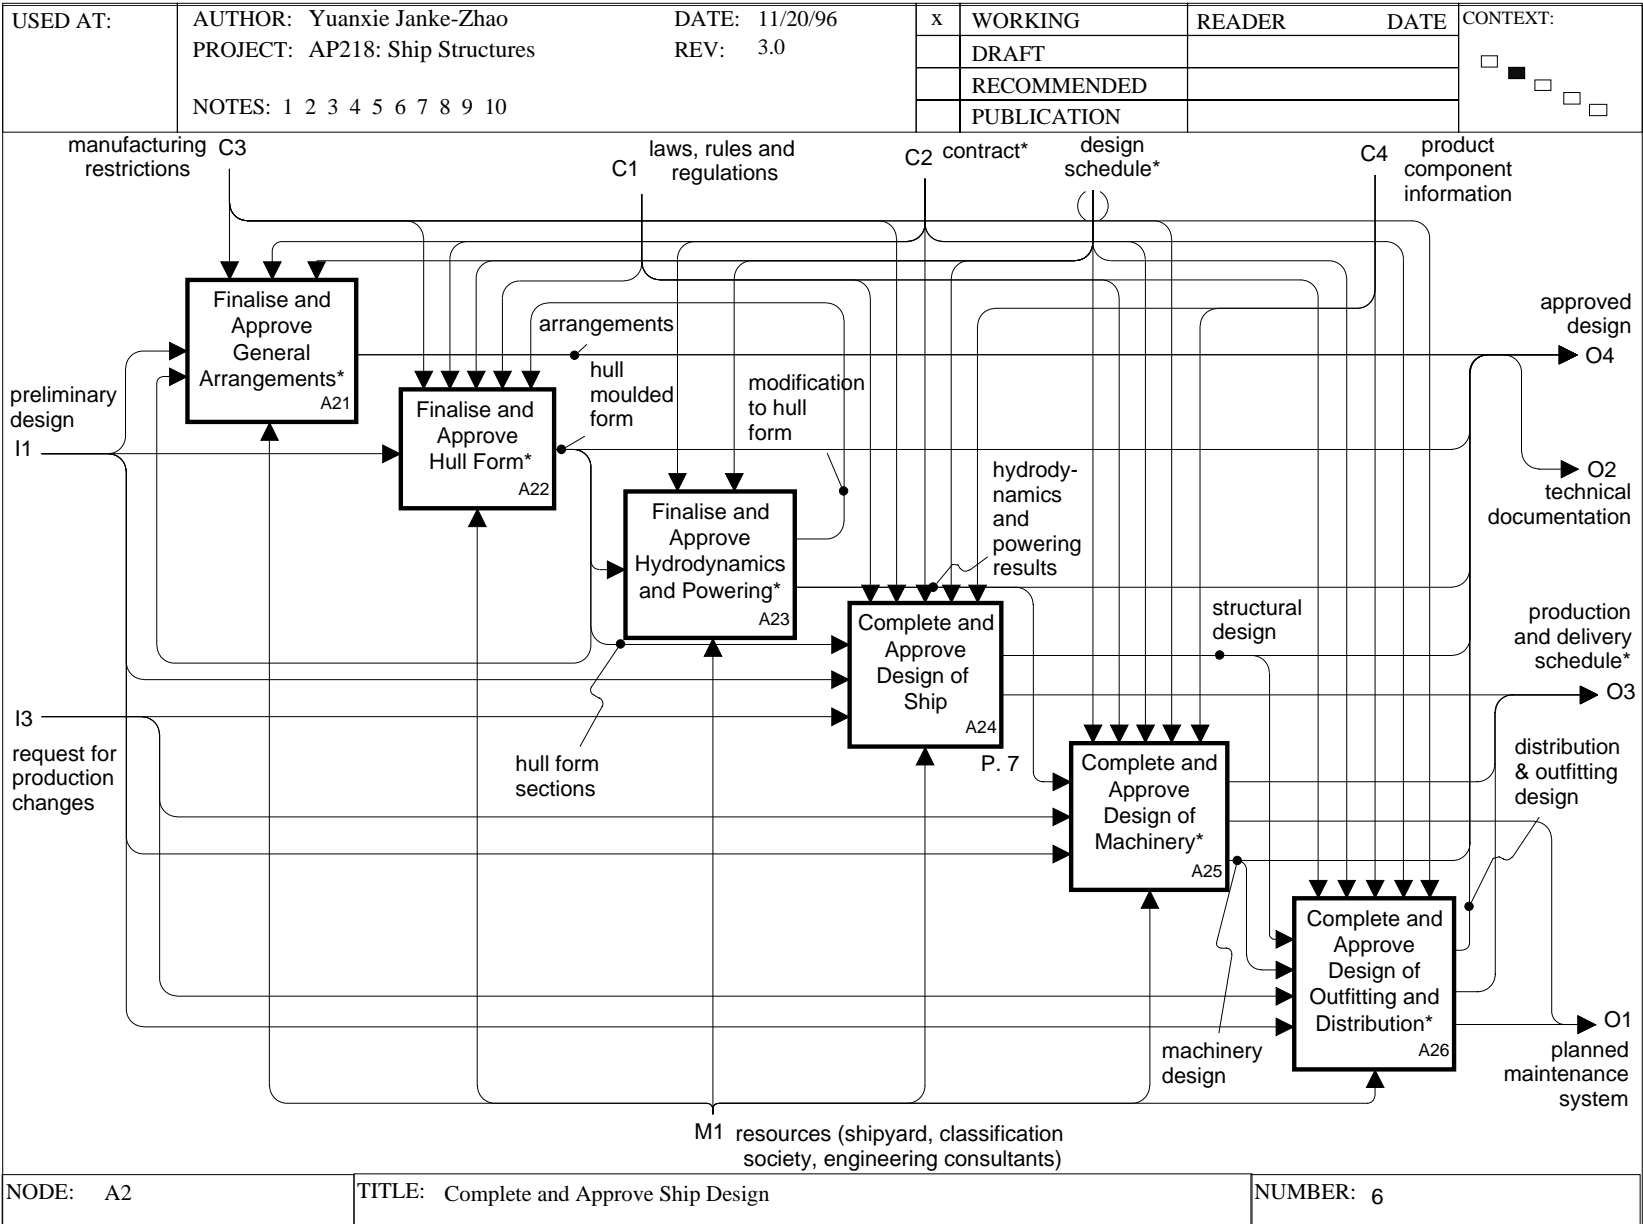 USED AT:
AUTHOR: Yuanxie Janke-Zhao
DATE: 11/20/96
PROJECT: AP218: Ship Structures
REV: 3.0
NOTES: 1 2 3 4 5 6 7 8 9 10
x WORKING
DRAFT
RECOMMENDED
PUBLICATION
READER DATE
CONTEXT:
manufacturing
restrictions
C3
C1
laws, rules and
regulations
C2
contract*
design
schedule*
C4
product
component
information
Finalise and
Approve
General
Arrangements*
A21
arrangements
approved
design
O4
preliminary
design
I1
Finalise and
Approve
Hull Form*
A22
hull
moulded
form
modification
to hull
form
O2
technical
documentation
Finalise and
Approve
Hydrodynamics
and Powering*
A23
hydrody-
namics
and
powering
results
Complete and
Approve
Design of
Ship
A24
P. 7
structural
design
production
and delivery
schedule*
O3
I3
request for
production
changes
hull form
sections
Complete and
Approve
Design of
Machinery*
A25
distribution
& outfitting
design
Complete and
Approve
Design of
Outfitting and
Distribution*
A26
machinery
design
O1
planned
maintenance
system
M1
resources (shipyard, classification
society, engineering consultants)
NODE: A2
TITLE: Complete and Approve Ship Design
NUMBER: 6